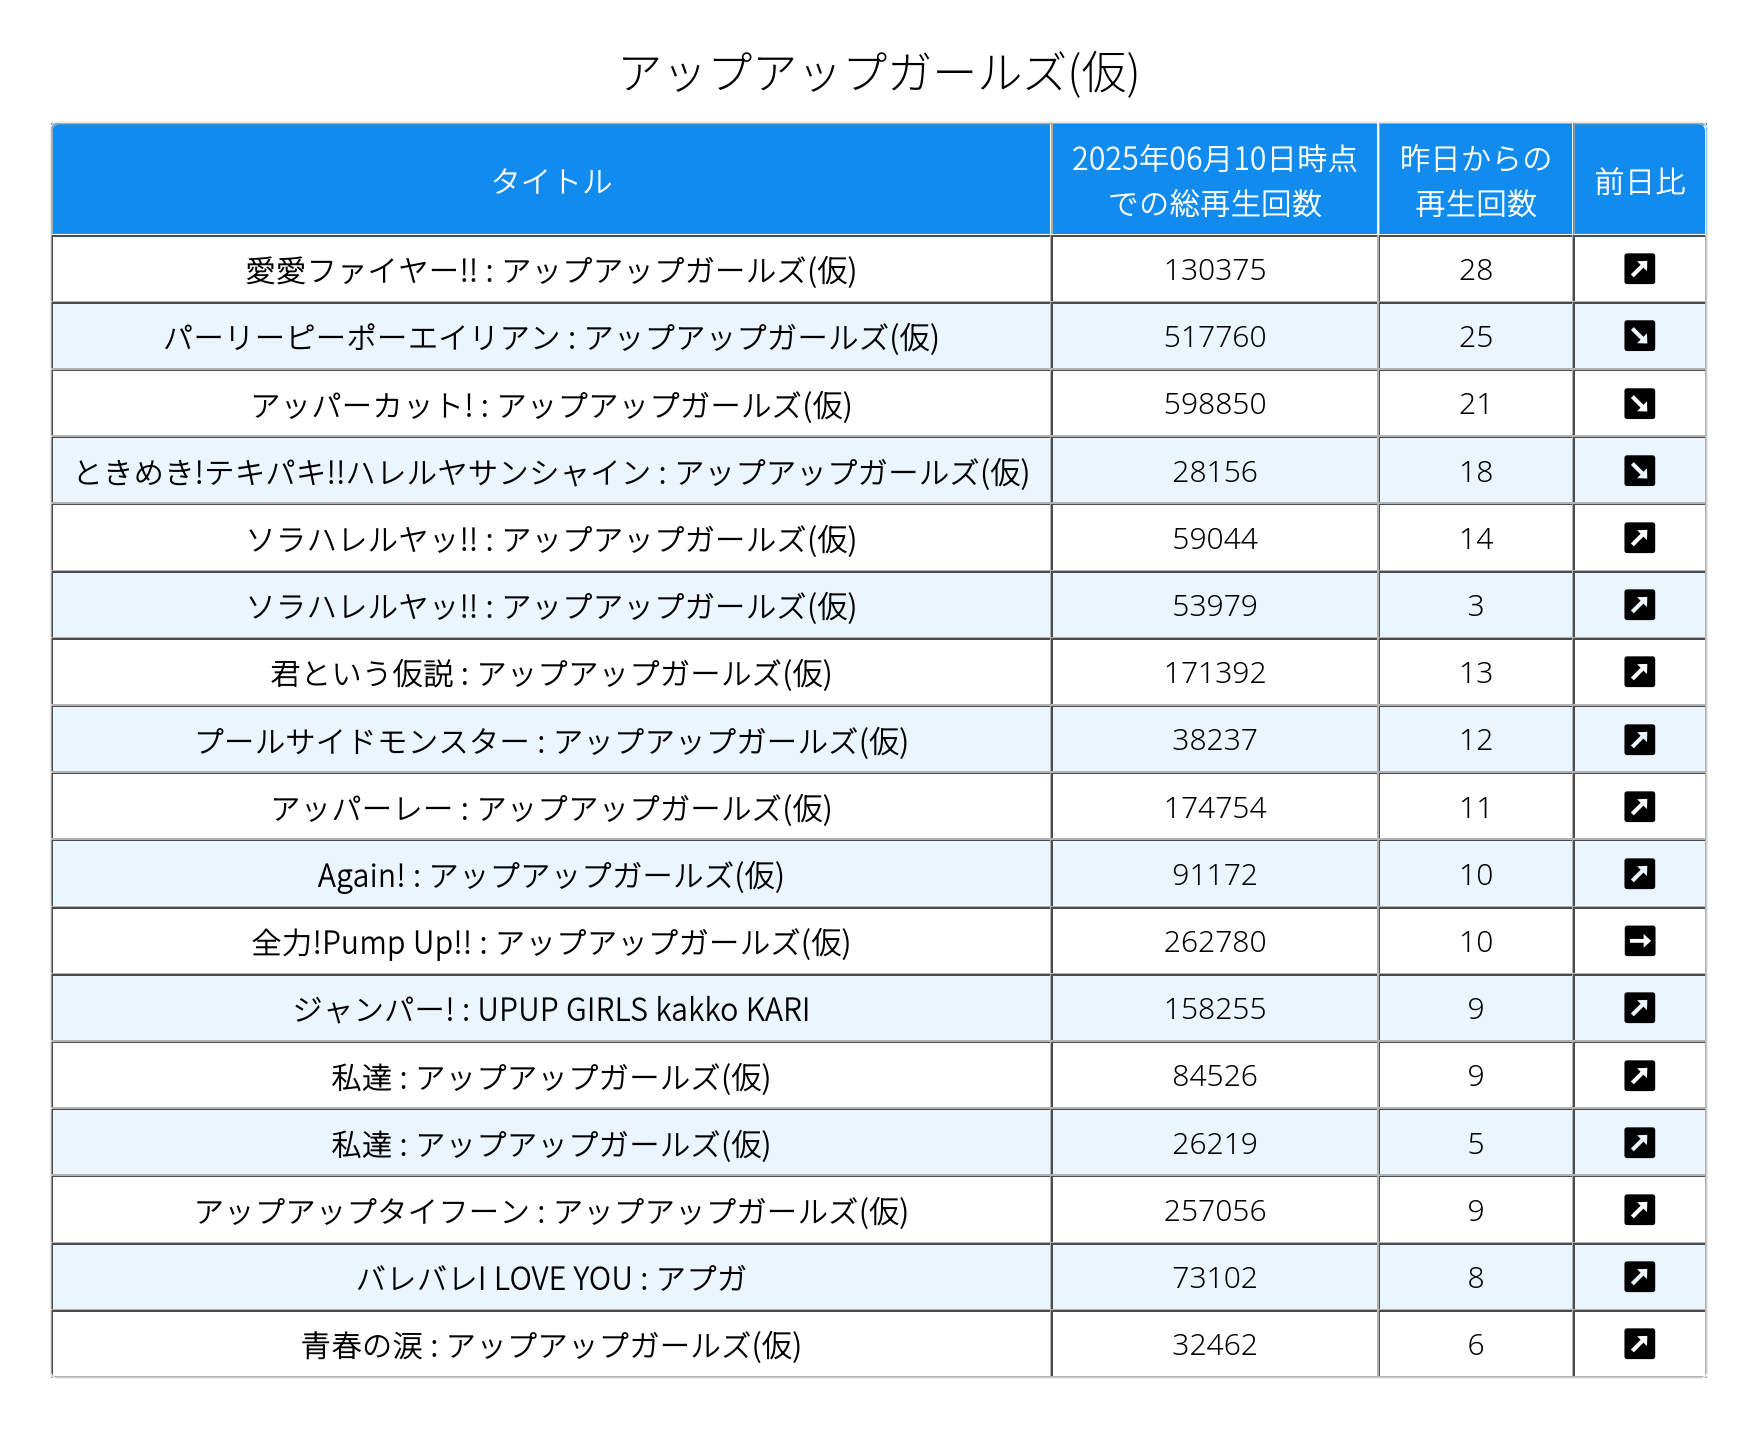 アップアップガールズ(仮)
タイトル 2025年06月10日時点 昨日からの 前日比
での総再生回数 再生回数
愛愛ファイヤー!! : アップアップガールズ(仮) 130375 28 ↗
パーリーピーポーエイリアン : アップアップガールズ(仮) 517760 25 ↘
アッパーカット! : アップアップガールズ(仮) 598850 21 ↘
ときめき!テキパキ!!ハレルヤサンシャイン : アップアップガールズ(仮) 28156 18 ↘
ソラハレルヤッ!! : アップアップガールズ(仮) 59044 14 ↗
ソラハレルヤッ!! : アップアップガールズ(仮) 53979 3 ↗
君という仮説 : アップアップガールズ(仮) 171392 13 ↗
プールサイドモンスター : アップアップガールズ(仮) 38237 12 ↗
アッパーレー : アップアップガールズ(仮) 174754 11 ↗
Again! : アップアップガールズ(仮) 91172 10 ↗
全力!Pump Up!! : アップアップガールズ(仮) 262780 10 →
ジャンパー! : UPUP GIRLS kakko KARI 158255 9 ↗
私達 : アップアップガールズ(仮) 84526 9 ↗
私達 : アップアップガールズ(仮) 26219 5 ↗
アップアップタイフーン : アップアップガールズ(仮) 257056 9 ↗
バレバレI LOVE YOU : アプガ 73102 8 ↗
青春の涙 : アップアップガールズ(仮) 32462 6 ↗